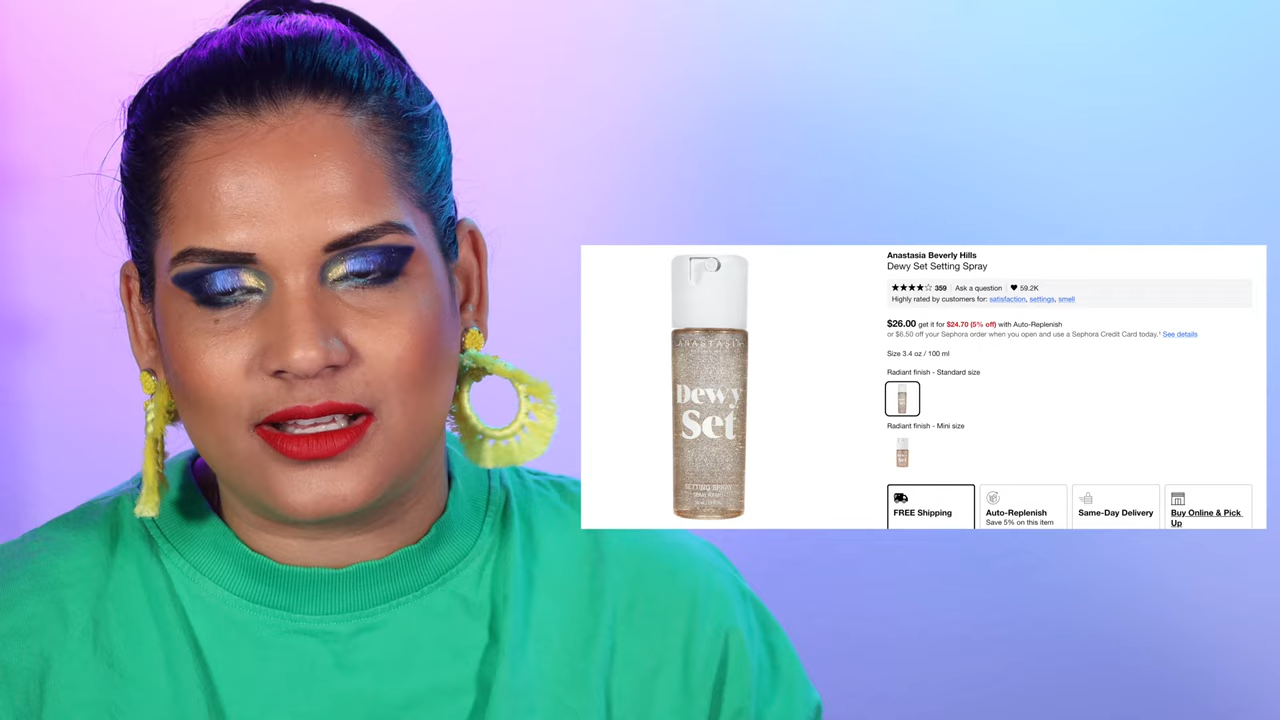 ANASTASIA
Dewy
Set
SETTING SPRAY
Anastasia Beverly Hills
Dewy Set Setting Spray
★★★★☆ 359 | Ask a question | ♥ 59.2K
Highly rated by customers for: satisfaction, settings, smell
$26.00 get it for $24.70 (5% off) with Auto-Replenish
or $6.50 off your Sephora order when you open and use a Sephora Credit Card today.¹ See details
Size 3.4 oz / 100 ml
Radiant finish - Standard size
Radiant finish - Mini size
Dewy
Set
FREE Shipping
Auto-Replenish
Save 5% on this item
Same-Day Delivery
Buy Online & Pick
Up